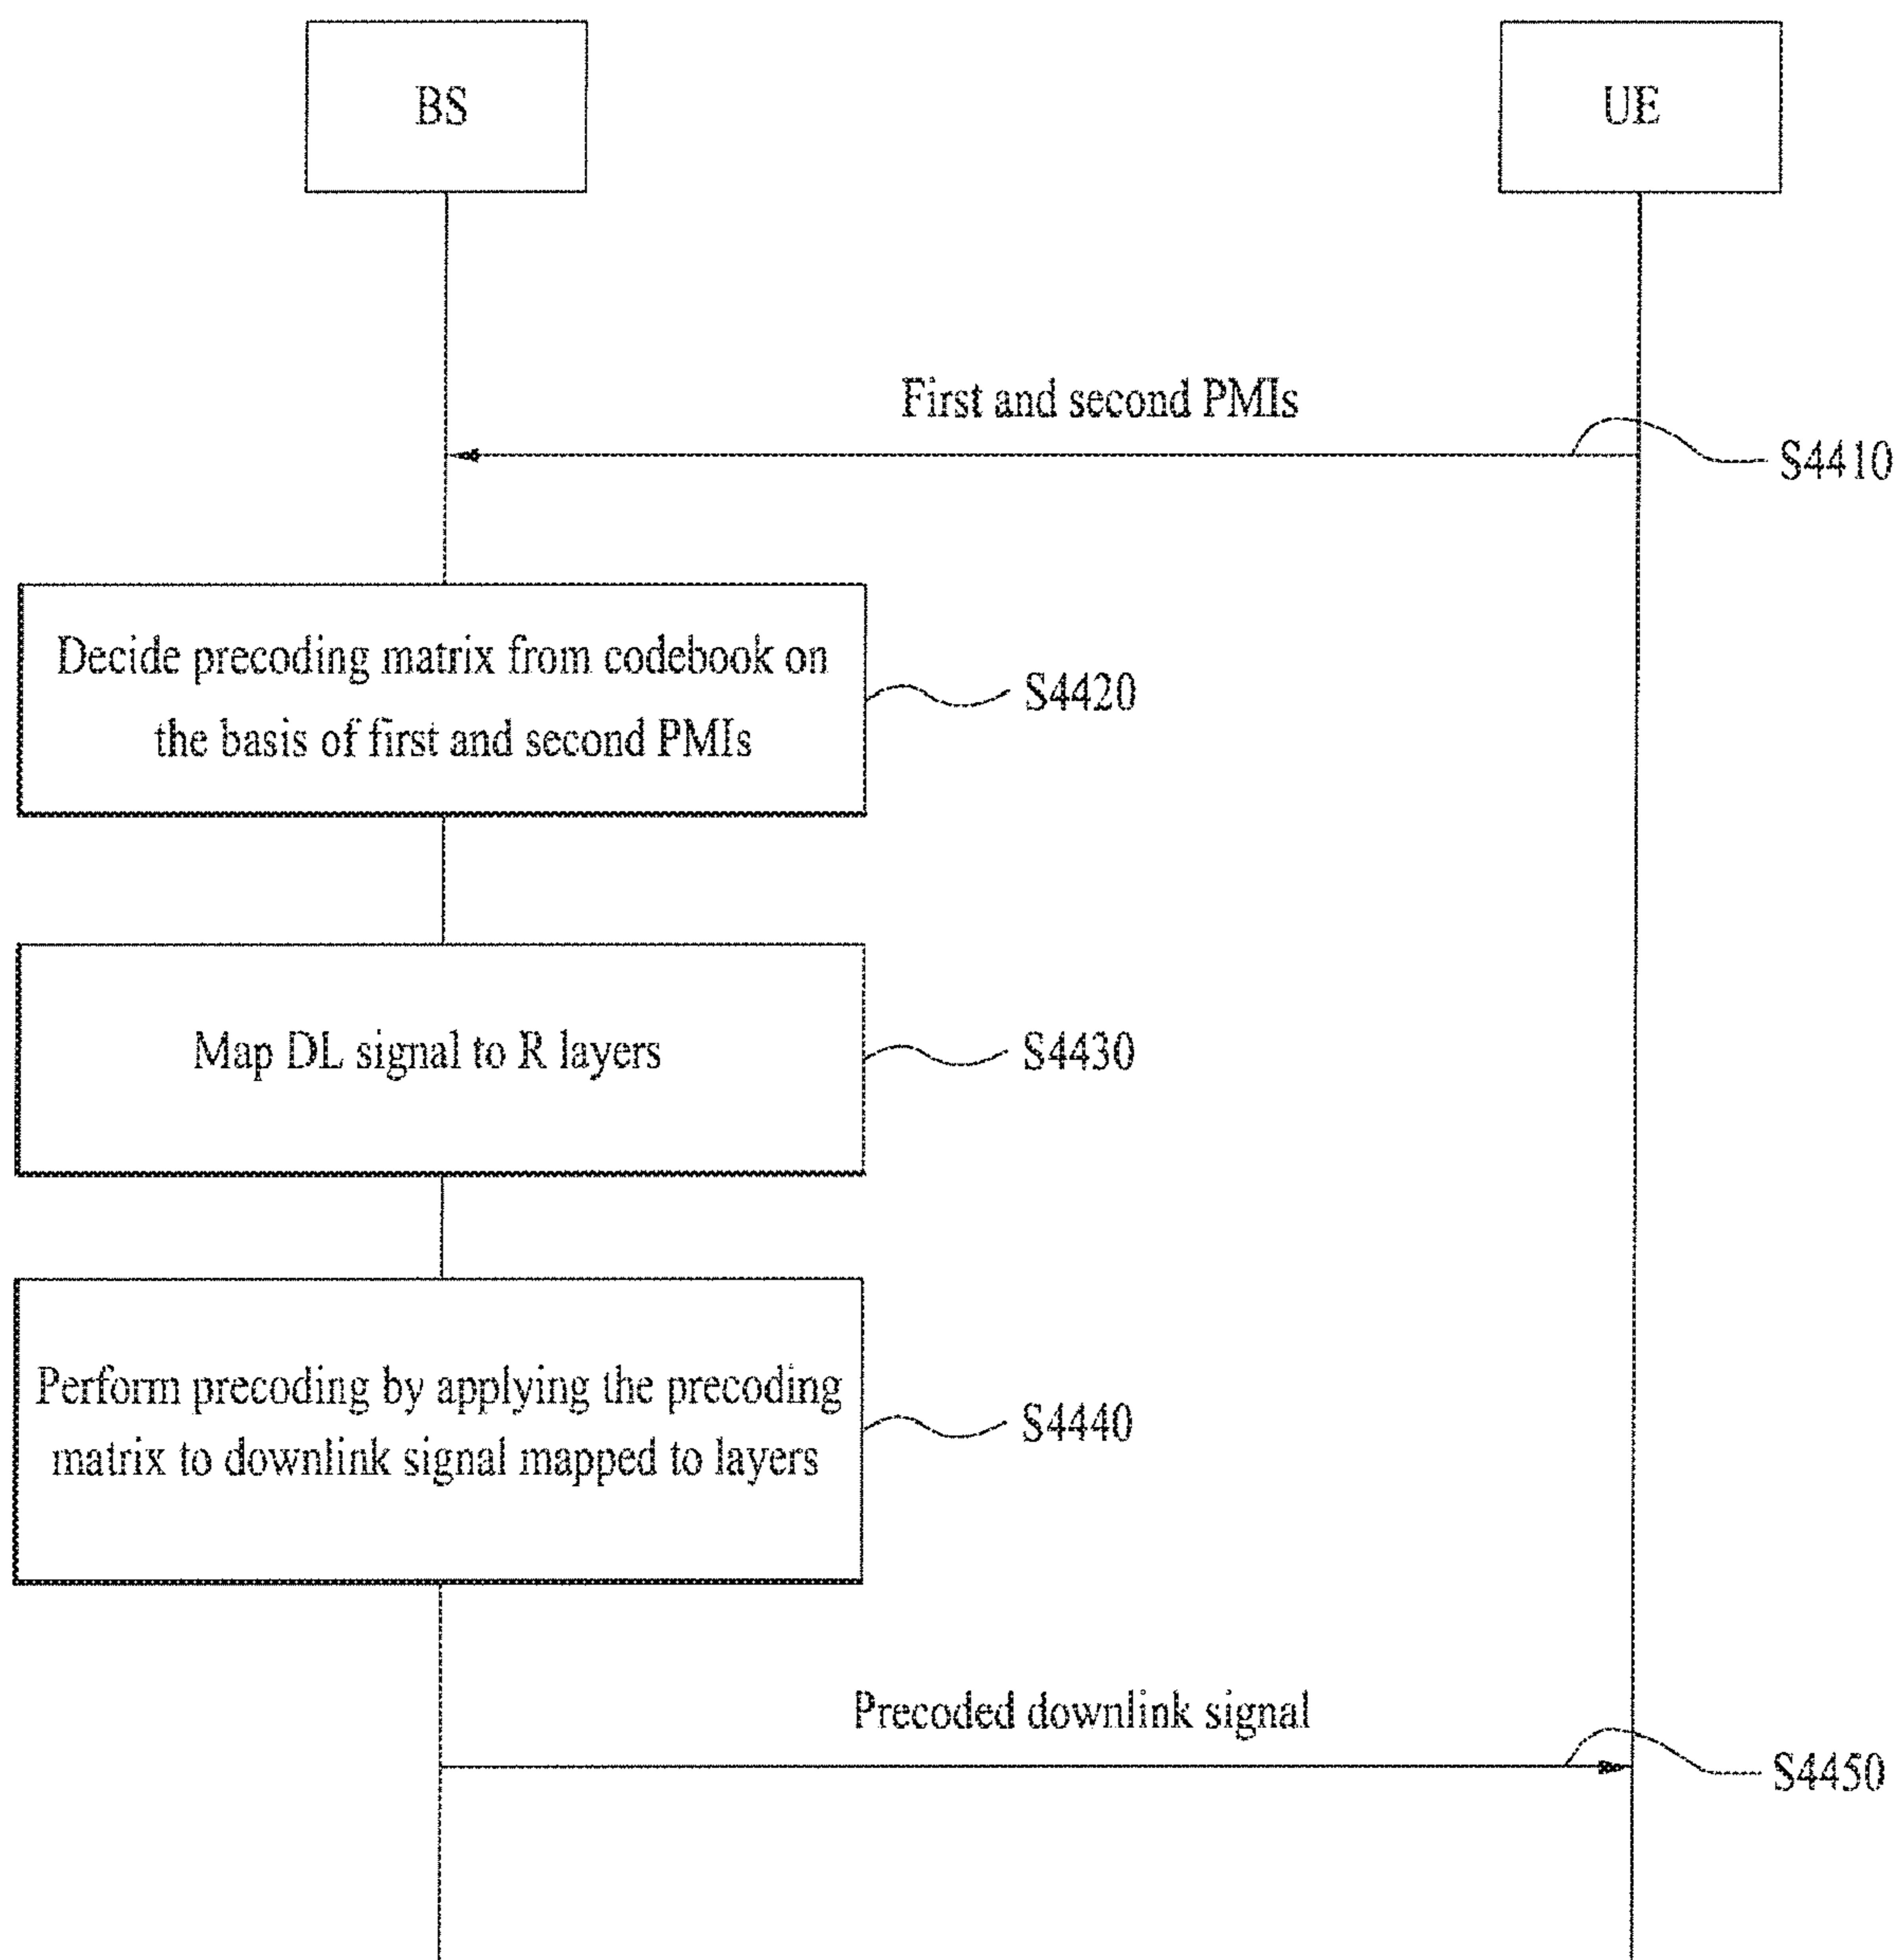 BS
UE
First and second PMIs
S4410
Decide precoding matrix from codebook on
the basis of first and second PMIs
S4420
Map DL signal to R layers
S4430
Perform precoding by applying the precoding
matrix to downlink signal mapped to layers
S4440
Precoded downlink signal
S4450